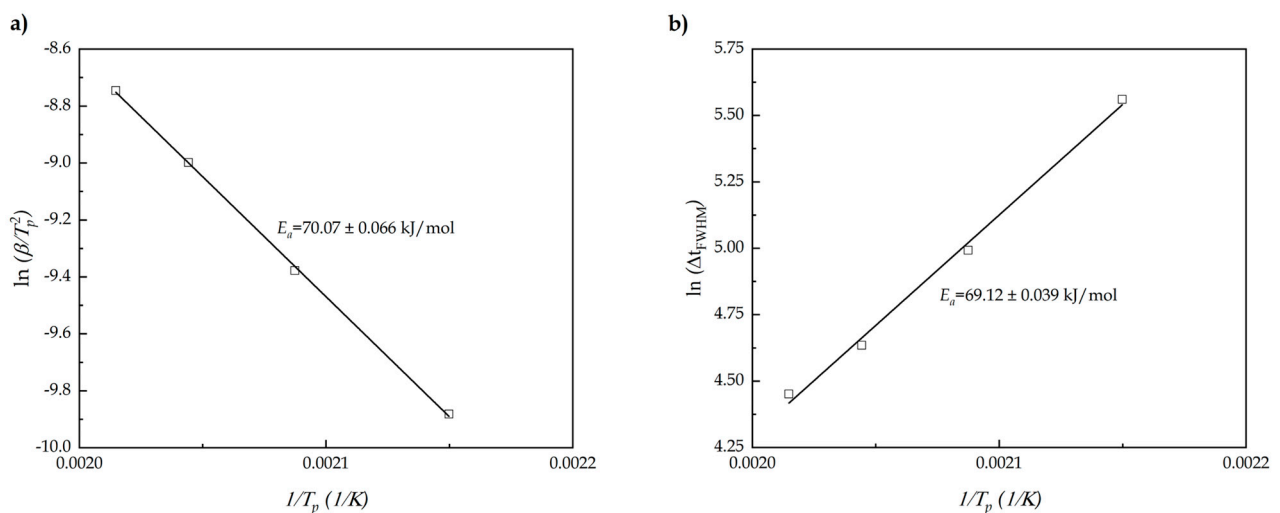 a)
-8.6
-8.8
-9.0
-9.2
-9.4
-9.6
-9.8
-10.0
ln (β/T_p^2)
E_a=70.07 ± 0.066 kJ/mol
0.0020
0.0021
0.0022
1/T_p (1/K)
b)
5.75
5.50
5.25
5.00
4.75
4.50
4.25
ln (Δt_FWHM)
E_a=69.12 ± 0.039 kJ/mol
0.0020
0.0021
0.0022
1/T_p (1/K)